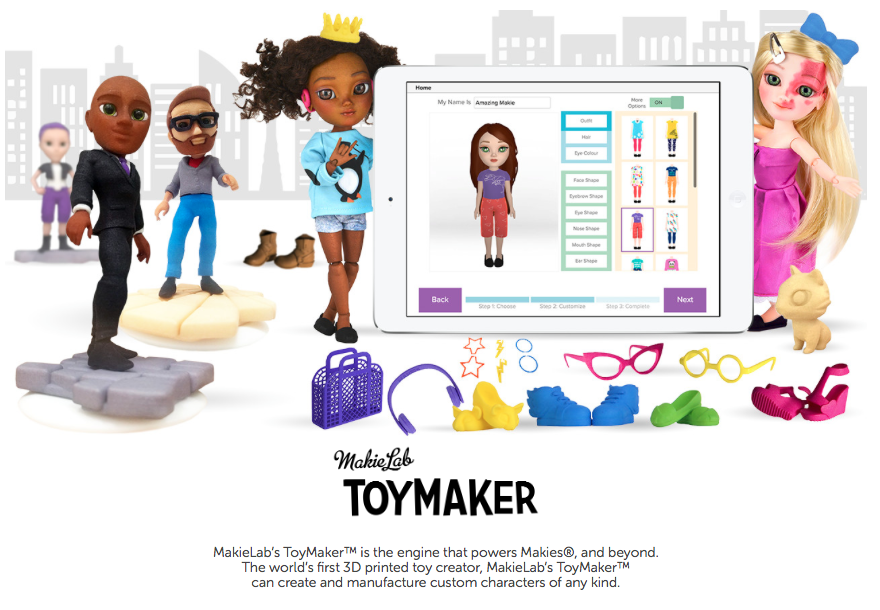 Home
My Name Is Amazing Makie
More
Options ON
Outfit
Hair
Eye Colour
Face Shape
Eyebrow Shape
Eye Shape
Nose Shape
Mouth Shape
Ear Shape
Back
Step 1: Choose
Step 2: Customise
Step 3: Complete
Next
MakieLab
TOYMAKER
MakieLab's ToyMaker™ is the engine that powers Makies®, and beyond.
The world's first 3D printed toy creator, MakieLab's ToyMaker™
can create and manufacture custom characters of any kind.